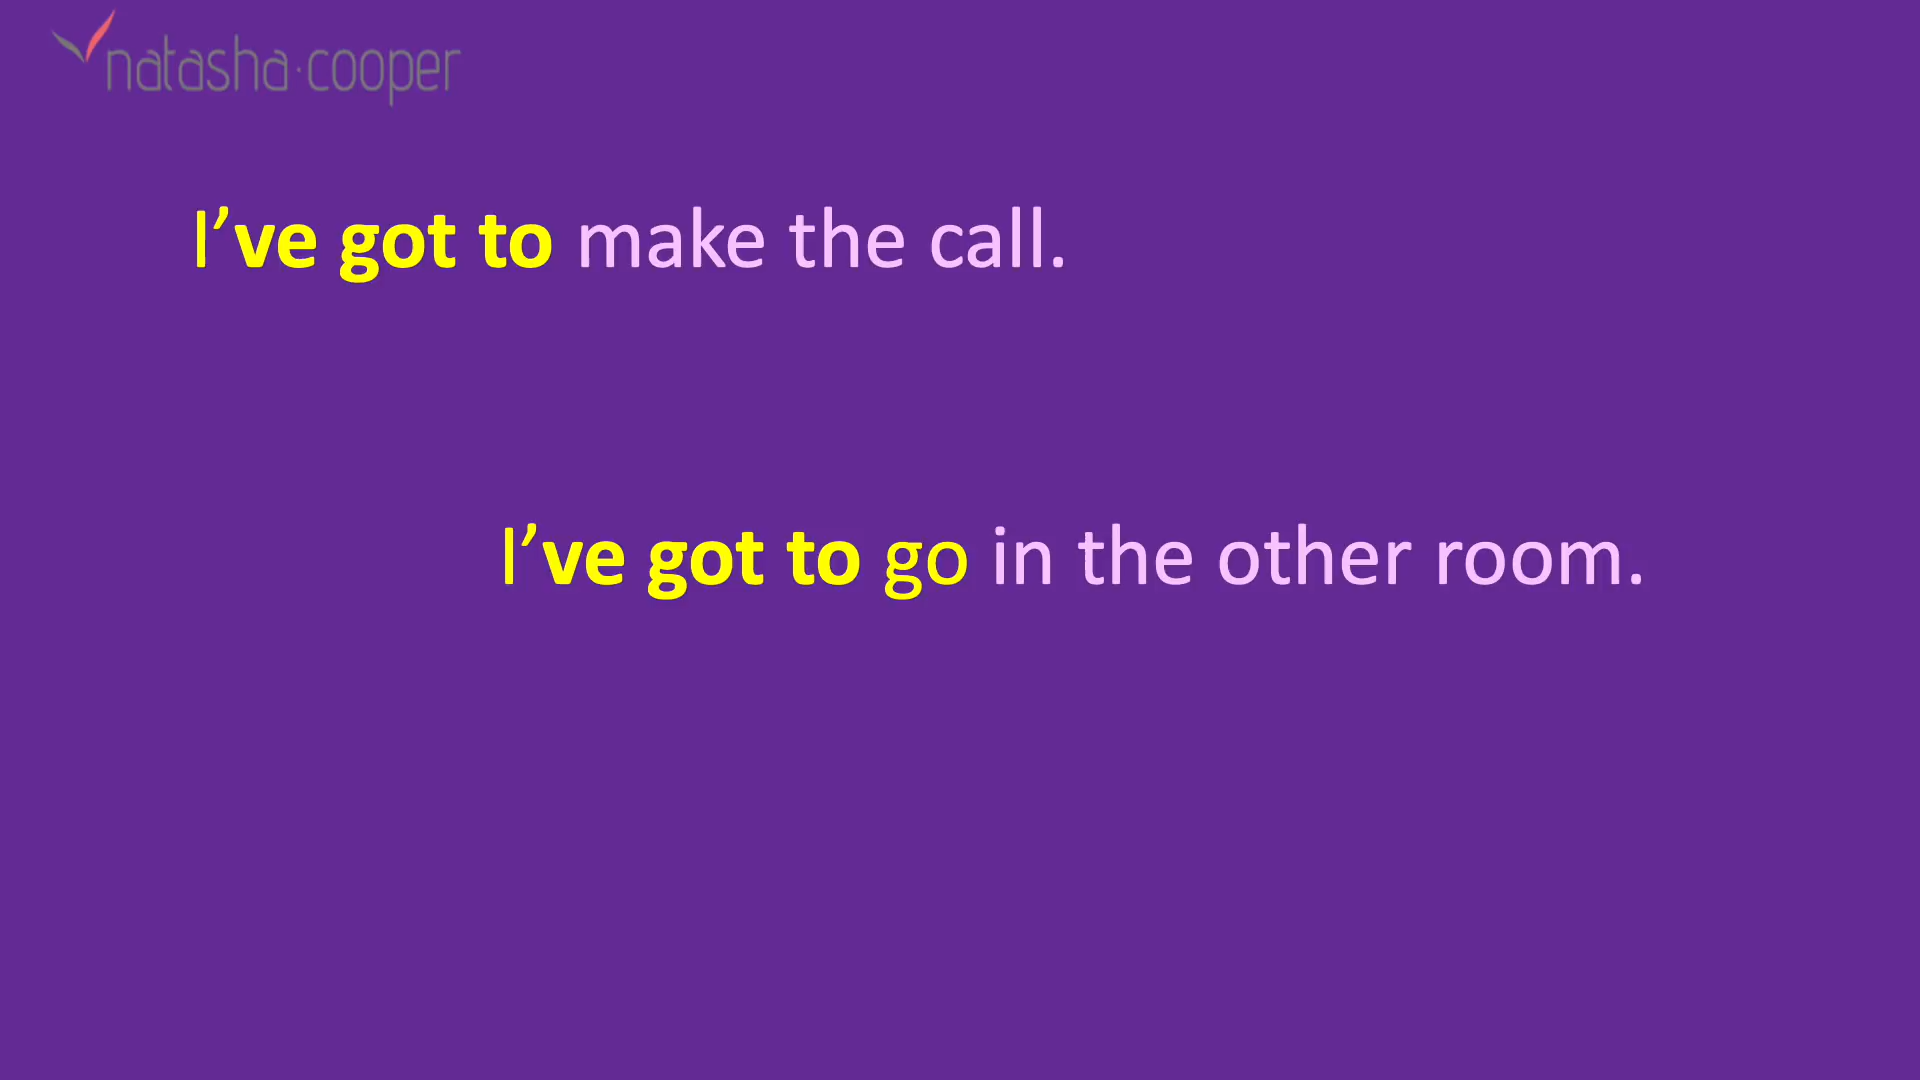 natasha·cooper
I’ve got to make the call.
I’ve got to go in the other room.